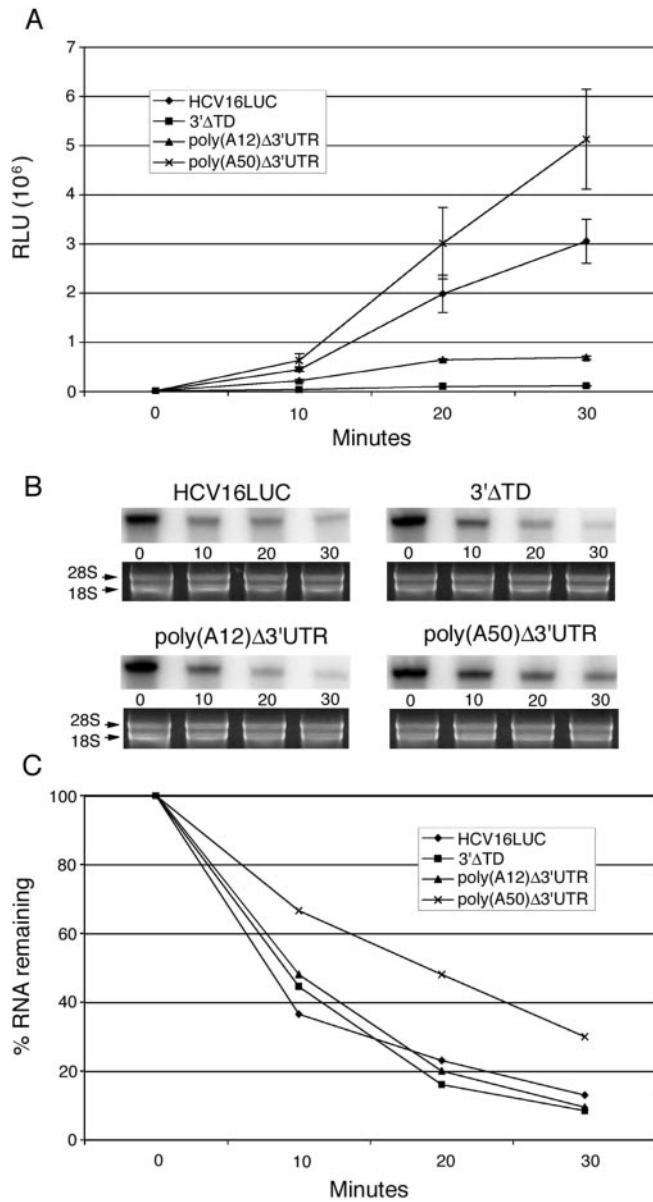 A
7
6
5
4
3
2
1
0
RLU (10⁶)
HCV16LUC
3'ΔTD
poly(A12)Δ3'UTR
poly(A50)Δ3'UTR
0 10 20 30
Minutes
B
HCV16LUC
0 10 20 30
28S
18S
3'ΔTD
0 10 20 30
poly(A12)Δ3'UTR
0 10 20 30
28S
18S
poly(A50)Δ3'UTR
0 10 20 30
C
100
80
60
40
20
0
% RNA remaining
HCV16LUC
3'ΔTD
poly(A12)Δ3'UTR
poly(A50)Δ3'UTR
0 10 20 30
Minutes